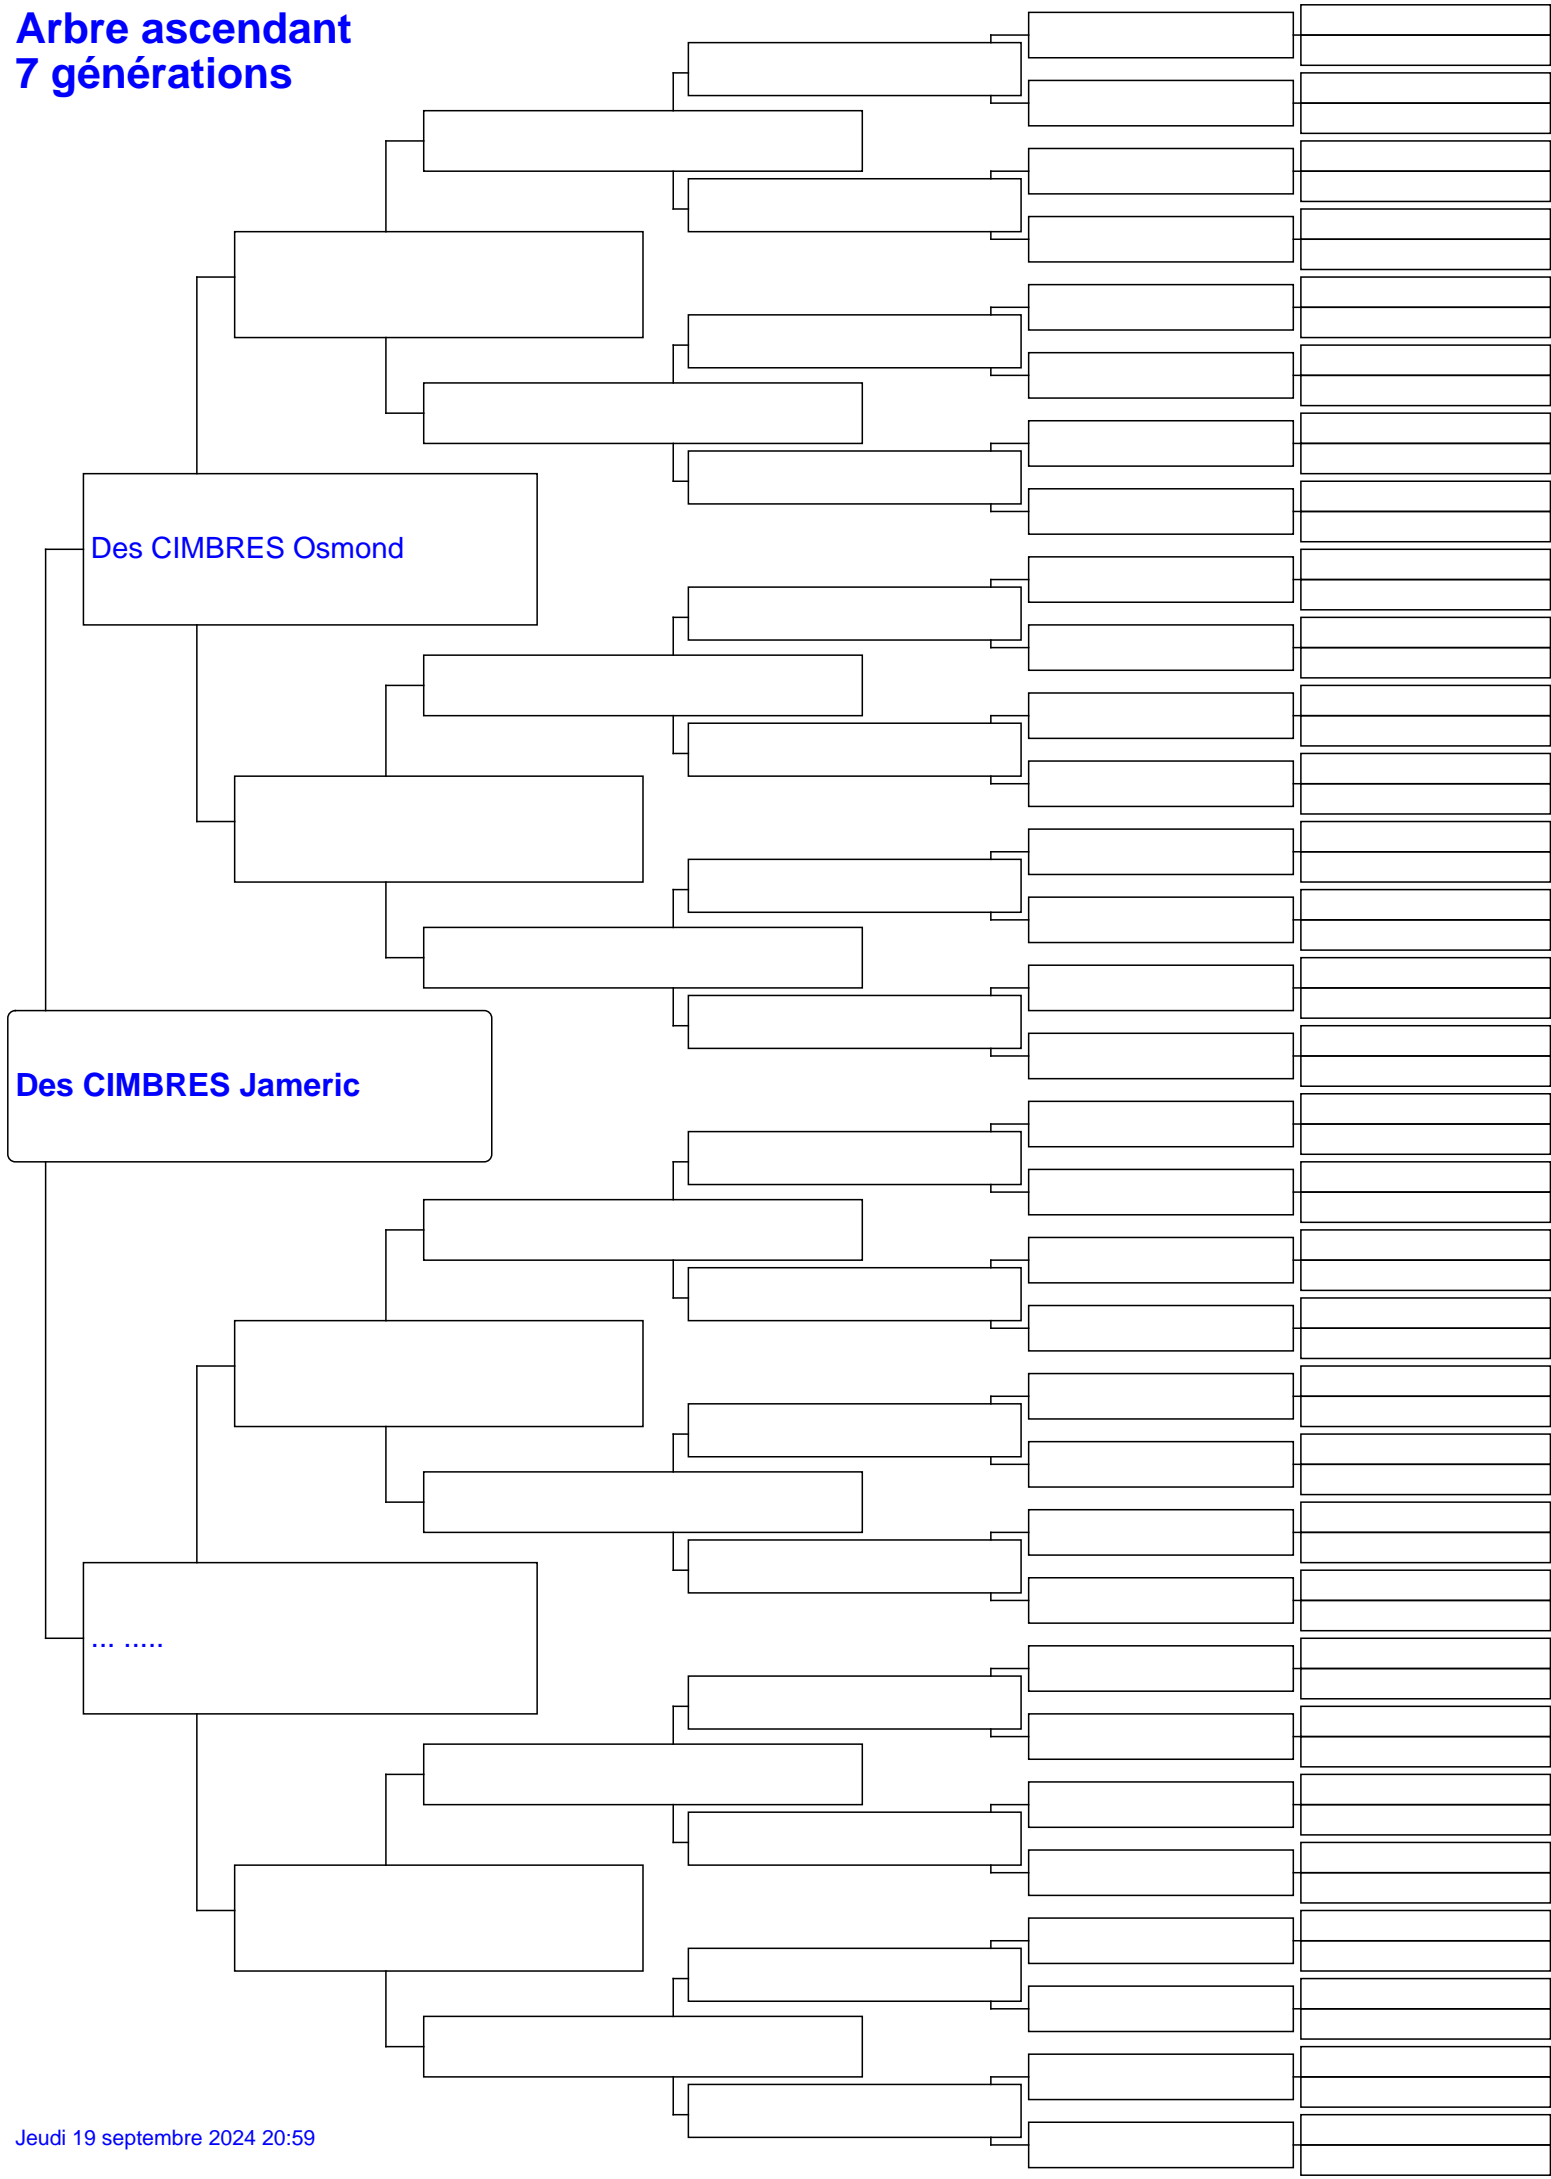 Arbre ascendant
7 générations
Des CIMBRES Osmond
Des CIMBRES Jameric
... .....
Jeudi 19 septembre 2024 20:59